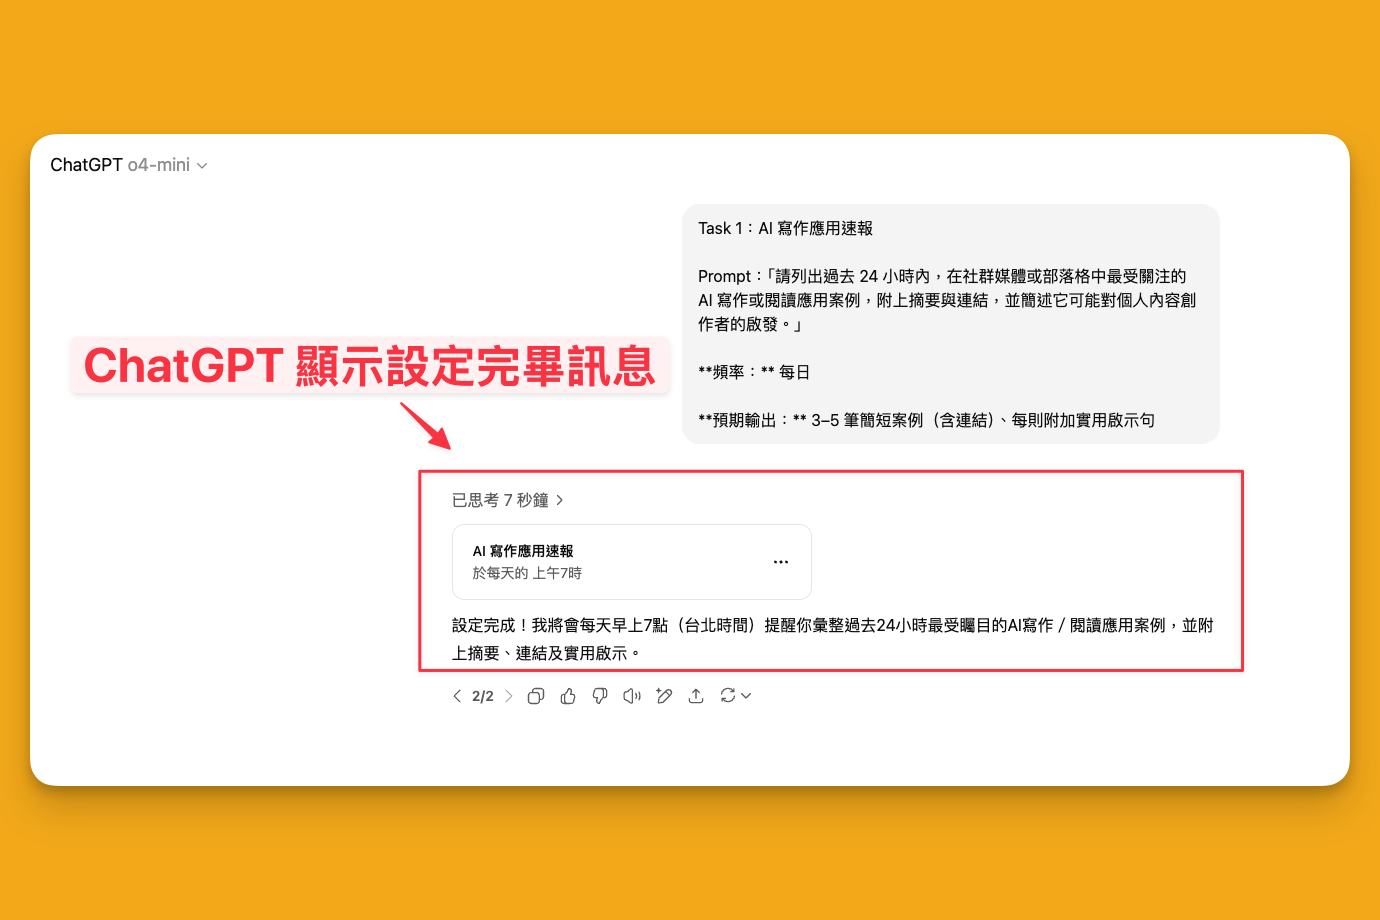 ChatGPT o4-mini
Task 1：AI 寫作應用速報
Prompt：「請列出過去 24 小時內，在社群媒體或部落格中最受關注的
AI 寫作或閱讀應用案例，附上摘要與連結，並簡述它可能對個人內容創
作者的啟發。」
**頻率：** 每日
**預期輸出：** 3–5 筆簡短案例（含連結）、每則附加實用啟示句
ChatGPT 顯示設定完畢訊息
已思考 7 秒鐘
AI 寫作應用速報
於每天的 上午7時
設定完成！我將會每天早上7點（台北時間）提醒你彙整過去24小時最受矚目的AI寫作 / 閱讀應用案例，並附
上摘要、連結及實用啟示。
2/2